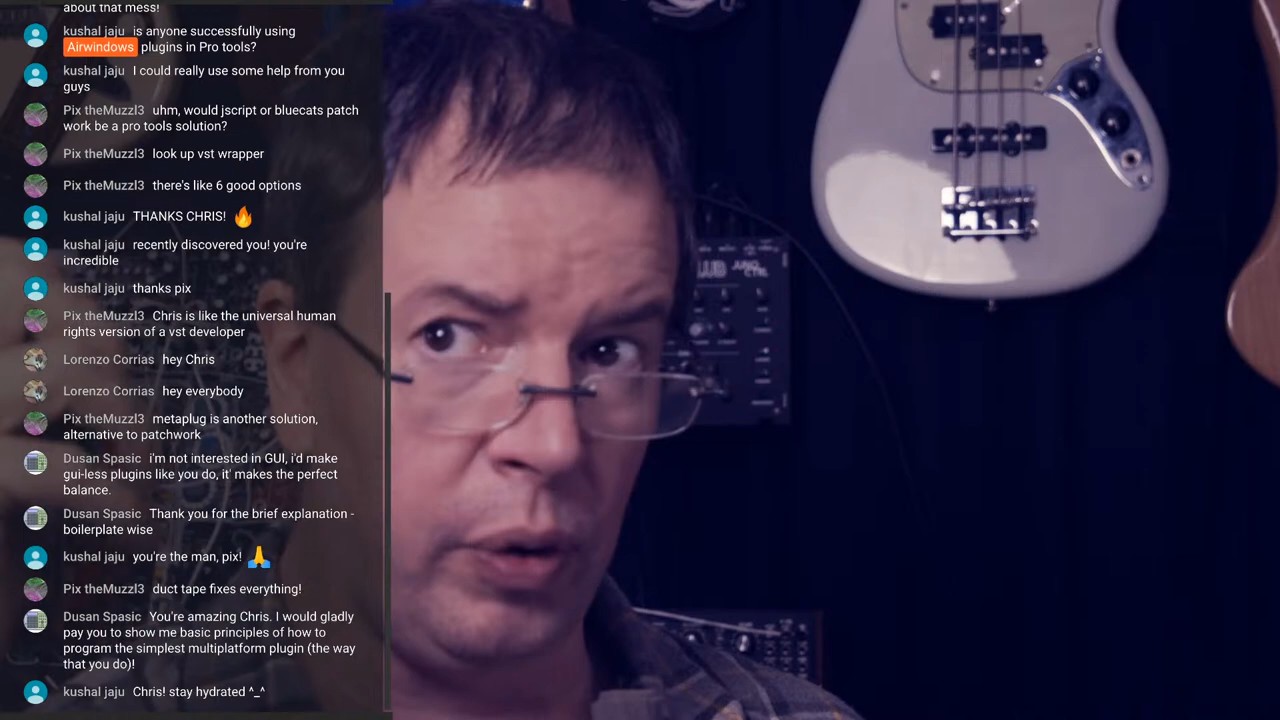 about that mess!
kushal jaju is anyone successfully using
Airwindows plugins in Pro tools?
kushal jaju I could really use some help from you
guys
Pix theMuzzl3 uhm, would jscript or bluecats patch
work be a pro tools solution?
Pix theMuzzl3 look up vst wrapper
Pix theMuzzl3 there's like 6 good options
kushal jaju THANKS CHRIS! 🔥
kushal jaju recently discovered you! you're
incredible
kushal jaju thanks pix
Pix theMuzzl3 Chris is like the universal human
rights version of a vst developer
Lorenzo Corrias hey Chris
Lorenzo Corrias hey everybody
Pix theMuzzl3 metaplug is another solution,
alternative to patchwork
Dusan Spasic i'm not interested in GUI, i'd make
gui-less plugins like you do, it' makes the perfect
balance.
Dusan Spasic Thank you for the brief explanation -
boilerplate wise
kushal jaju you're the man, pix! 🙏
Pix theMuzzl3 duct tape fixes everything!
Dusan Spasic You're amazing Chris. I would gladly
pay you to show me basic principles of how to
program the simplest multiplatform plugin (the way
that you do)!
kushal jaju Chris! stay hydrated ^_^